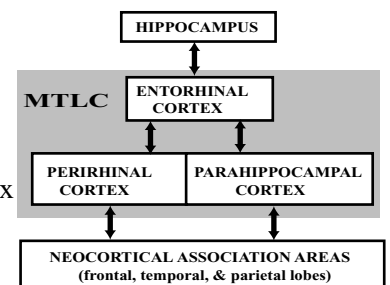 HIPPOCAMPUS
MTLC
ENTORHINAL
CORTEX
x
PERIRHINAL
CORTEX
PARAHIPPOCAMPAL
CORTEX
NEOCORTICAL ASSOCIATION AREAS
(frontal, temporal, & parietal lobes)